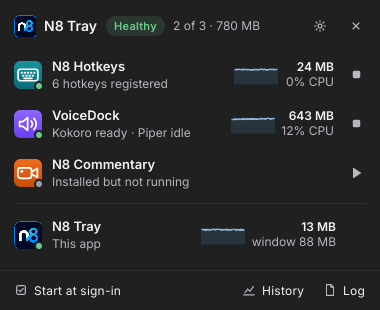 n8 N8 Tray Healthy 2 of 3 · 780 MB
N8 Hotkeys 24 MB
6 hotkeys registered 0% CPU
VoiceDock 643 MB
Kokoro ready · Piper idle 12% CPU
N8 Commentary
Installed but not running
n8 N8 Tray 13 MB
This app window 88 MB
Start at sign-in History Log